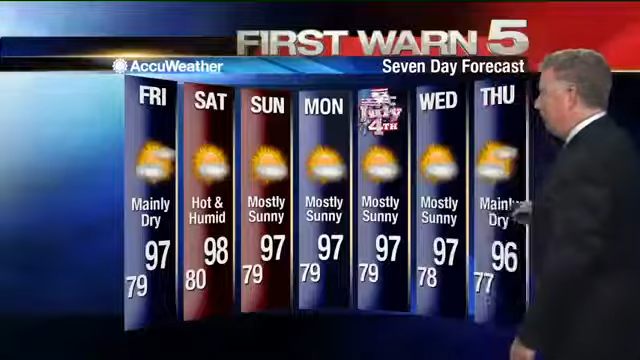 FIRST WARN 5
AccuWeather
Seven Day Forecast
FRI
Mainly
Dry
97
79
SAT
Hot &
Humid
98
80
SUN
Mostly
Sunny
97
79
MON
Mostly
Sunny
97
79
July
4TH
Mostly
Sunny
97
79
WED
Mostly
Sunny
97
78
THU
Mainly
Dry
96
77